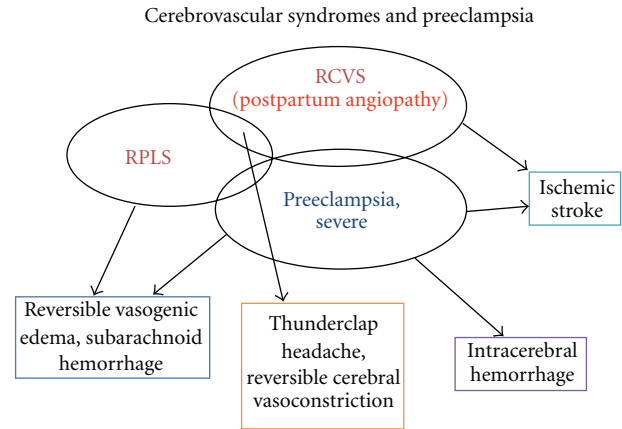 Cerebrovascular syndromes and preeclampsia
RCVS
(postpartum angiopathy)
RPLS
Preeclampsia,
severe
Ischemic
stroke
Reversible vasogenic
edema, subarachnoid
hemorrhage
Thunderclap
headache,
reversible cerebral
vasoconstriction
Intracerebral
hemorrhage